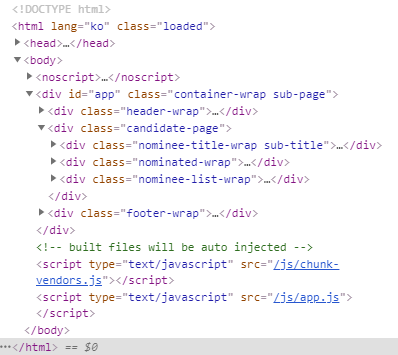 <!DOCTYPE html>
<html lang="ko" class="loaded">
<head>…</head>
<body>
<noscript>…</noscript>
<div id="app" class="container-wrap sub-page">
<div class="header-wrap">…</div>
<div class="candidate-page">
<div class="nominee-title-wrap sub-title">…</div>
<div class="nominated-wrap">…</div>
<div class="nominee-list-wrap">…</div>
</div>
<div class="footer-wrap">…</div>
</div>
<!-- built files will be auto injected -->
<script type="text/javascript" src="/js/chunk-
vendors.js"></script>
<script type="text/javascript" src="/js/app.js">
</script>
</body>
…</html> == $0